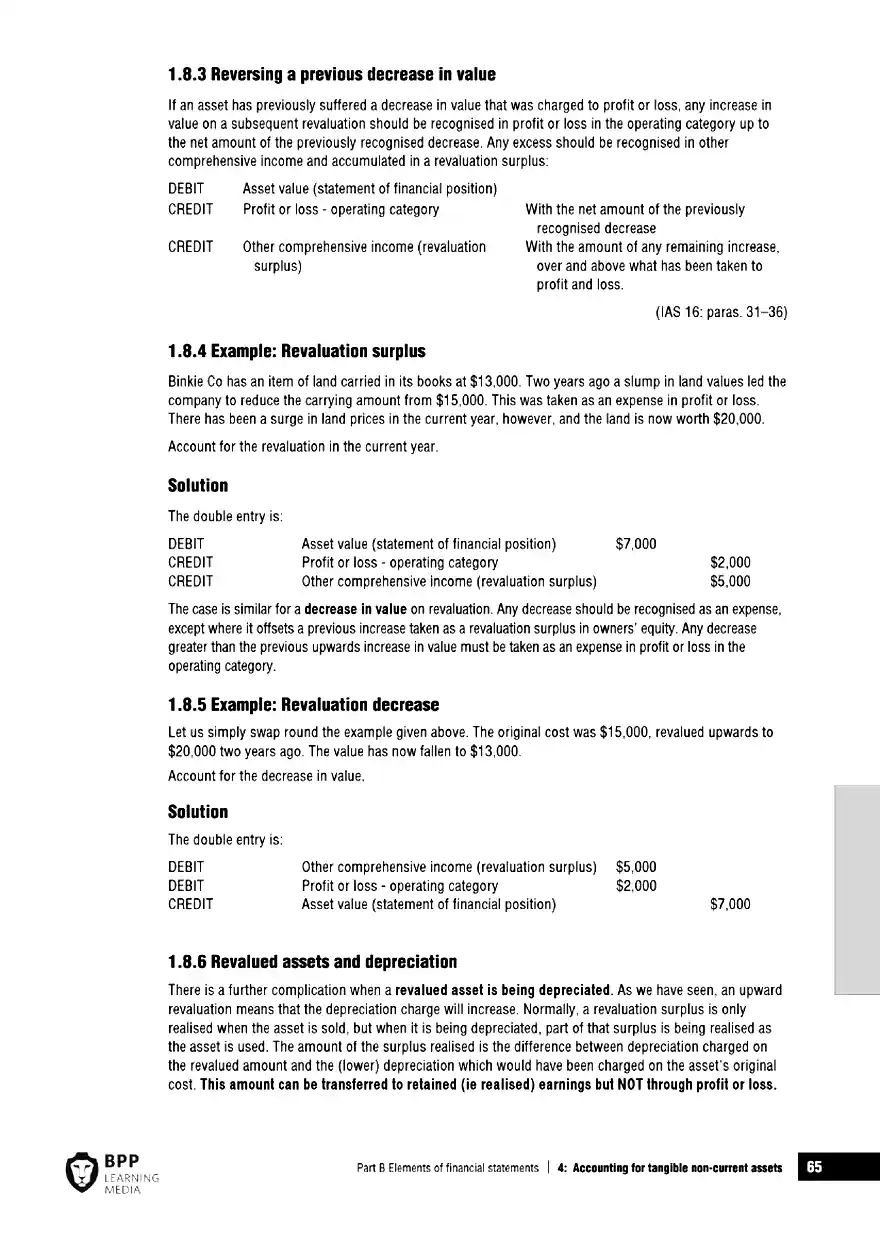 1.8.3 Reversing a previous decrease in value
If an asset has previously suffered a decrease in value that was charged to profit or loss, any increase in
value on a subsequent revaluation should be recognised in profit or loss in the operating category up to
the net amount of the previously recognised decrease. Any excess should be recognised in other
comprehensive income and accumulated in a revaluation surplus:
DEBIT Asset value (statement of financial position)
CREDIT Profit or loss - operating category With the net amount of the previously
recognised decrease
CREDIT Other comprehensive income (revaluation With the amount of any remaining increase,
surplus) over and above what has been taken to
profit and loss.
(IAS 16: paras. 31–36)
1.8.4 Example: Revaluation surplus
Binkie Co has an item of land carried in its books at $13,000. Two years ago a slump in land values led the
company to reduce the carrying amount from $15,000. This was taken as an expense in profit or loss.
There has been a surge in land prices in the current year, however, and the land is now worth $20,000.
Account for the revaluation in the current year.
Solution
The double entry is:
DEBIT Asset value (statement of financial position) $7,000
CREDIT Profit or loss - operating category $2,000
CREDIT Other comprehensive income (revaluation surplus) $5,000
The case is similar for a decrease in value on revaluation. Any decrease should be recognised as an expense,
except where it offsets a previous increase taken as a revaluation surplus in owners' equity. Any decrease
greater than the previous upwards increase in value must be taken as an expense in profit or loss in the
operating category.
1.8.5 Example: Revaluation decrease
Let us simply swap round the example given above. The original cost was $15,000, revalued upwards to
$20,000 two years ago. The value has now fallen to $13,000.
Account for the decrease in value.
Solution
The double entry is:
DEBIT Other comprehensive income (revaluation surplus) $5,000
DEBIT Profit or loss - operating category $2,000
CREDIT Asset value (statement of financial position) $7,000
1.8.6 Revalued assets and depreciation
There is a further complication when a revalued asset is being depreciated. As we have seen, an upward
revaluation means that the depreciation charge will increase. Normally, a revaluation surplus is only
realised when the asset is sold, but when it is being depreciated, part of that surplus is being realised as
the asset is used. The amount of the surplus realised is the difference between depreciation charged on
the revalued amount and the (lower) depreciation which would have been charged on the asset's original
cost. This amount can be transferred to retained (ie realised) earnings but NOT through profit or loss.
BPP
LEARNING
MEDIA
Part B Elements of financial statements | 4: Accounting for tangible non-current assets 65